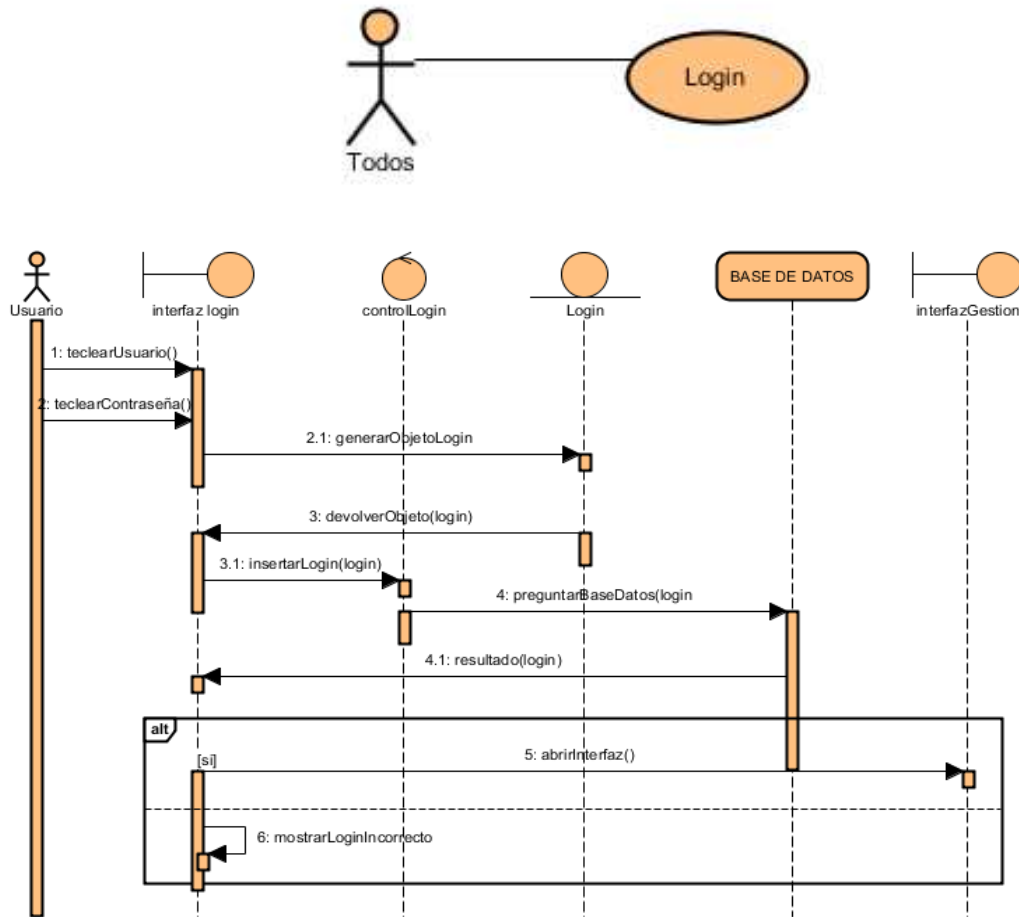 Login
Todos
BASE DE DATOS
Usuario
interfaz login
controlLogin
Login
interfazGestion
1: teclearUsuario()
2: teclearContraseña()
2.1: generarObjetoLogin
3: devolverObjeto(login)
3.1: insertarLogin(login)
4: preguntarBaseDatos(login
4.1: resultado(login)
alt
[si]
5: abrirInterfaz()
6: mostrarLoginIncorrecto